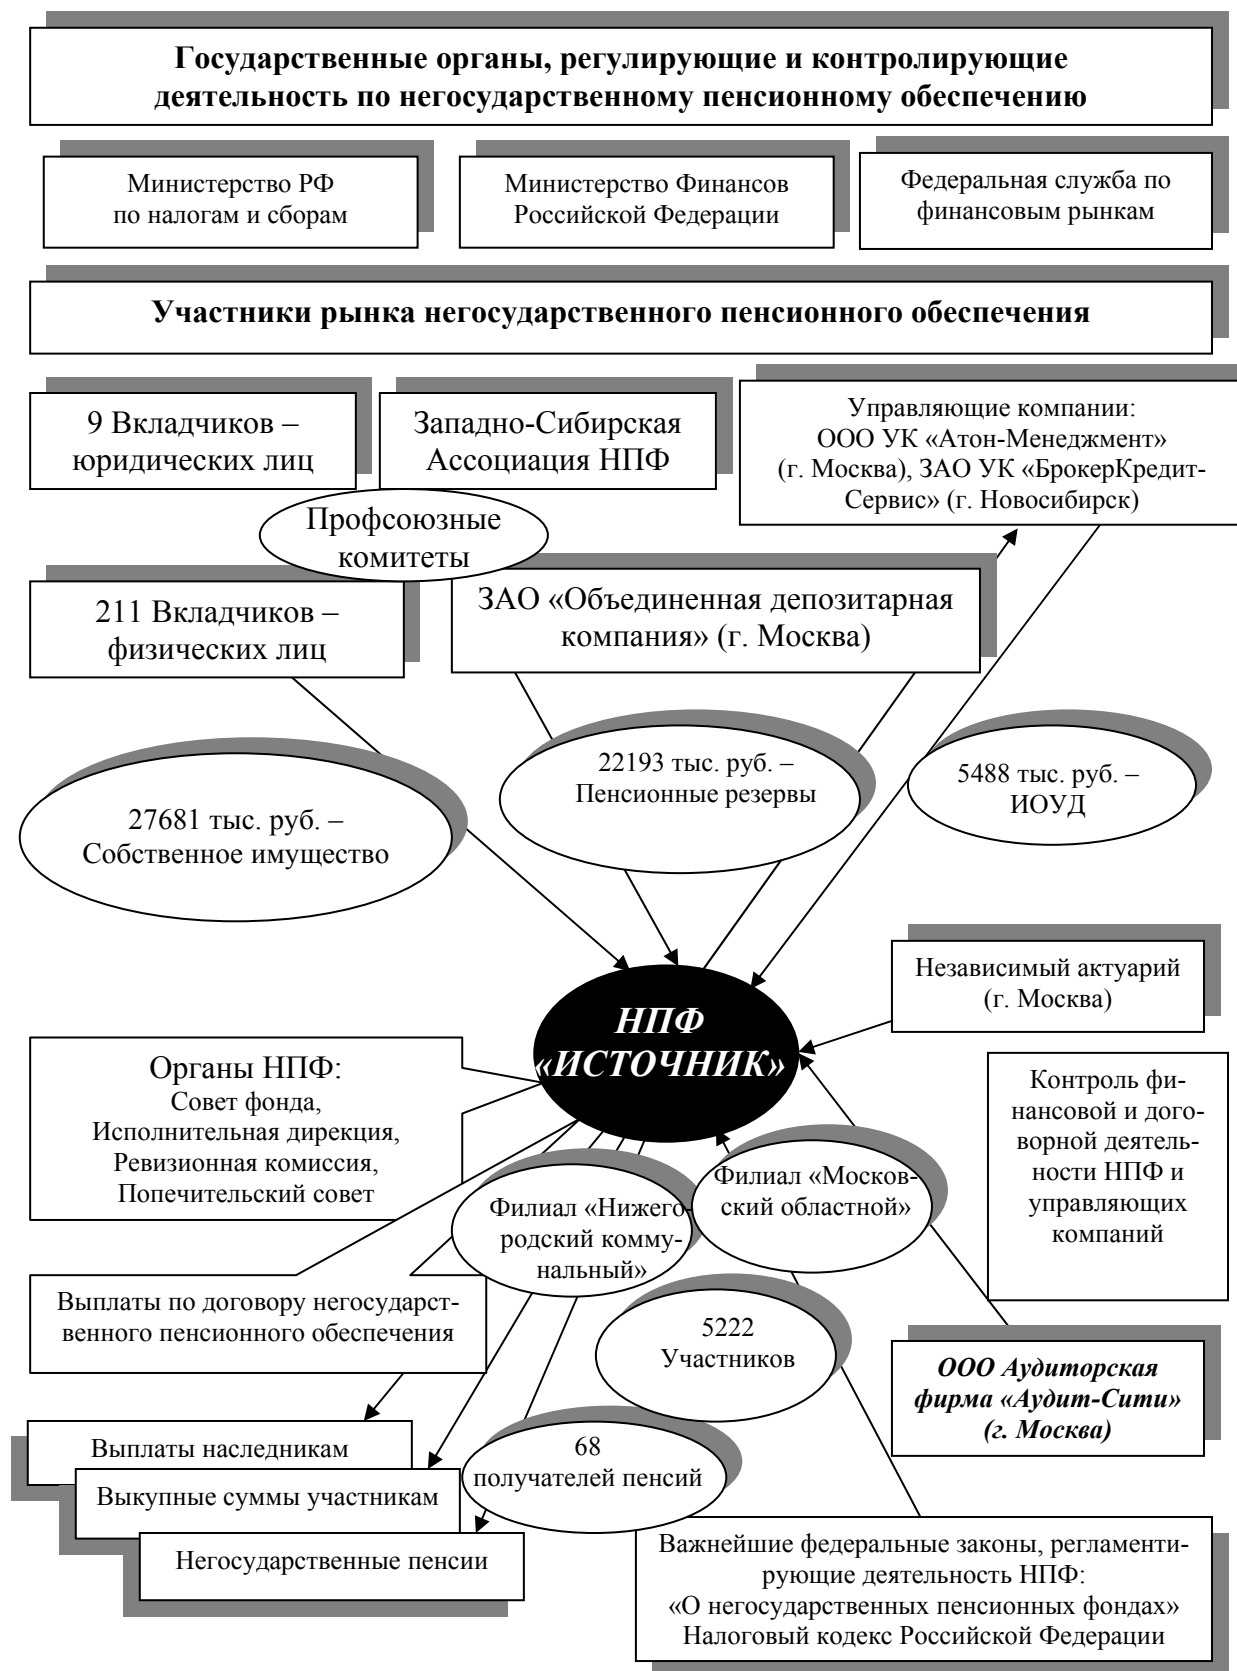 Государственные органы, регулирующие и контролирующие
деятельность по негосударственному пенсионному обеспечению
Министерство РФ
по налогам и сборам
Министерство Финансов
Российской Федерации
Федеральная служба по
финансовым рынкам
Участники рынка негосударственного пенсионного обеспечения
9 Вкладчиков –
юридических лиц
Западно-Сибирская
Ассоциация НПФ
Управляющие компании:
ООО УК «Атон-Менеджмент»
(г. Москва), ЗАО УК «БрокерКредит-
Сервис» (г. Новосибирск)
Профсоюзные
комитеты
211 Вкладчиков –
физических лиц
ЗАО «Объединенная депозитарная
компания» (г. Москва)
27681 тыс. руб. –
Собственное имущество
22193 тыс. руб. –
Пенсионные резервы
5488 тыс. руб. –
ИОУД
НПФ
«ИСТОЧНИК»
Независимый актуарий
(г. Москва)
Органы НПФ:
Совет фонда,
Исполнительная дирекция,
Ревизионная комиссия,
Попечительский совет
Контроль фи-
нансовой и дого-
ворной деятель-
ности НПФ и
управляющих
компаний
Филиал «Нижего-
родский комму-
нальный»
Филиал «Москов-
ский областной»
Выплаты по договору негосударст-
венного пенсионного обеспечения
5222
Участников
ООО Аудиторская
фирма «Аудит-Сити»
(г. Москва)
Выплаты наследникам
Выкупные суммы участникам
Негосударственные пенсии
68
получателей пенсий
Важнейшие федеральные законы, регламенти-
рующие деятельность НПФ:
«О негосударственных пенсионных фондах»
Налоговый кодекс Российской Федерации